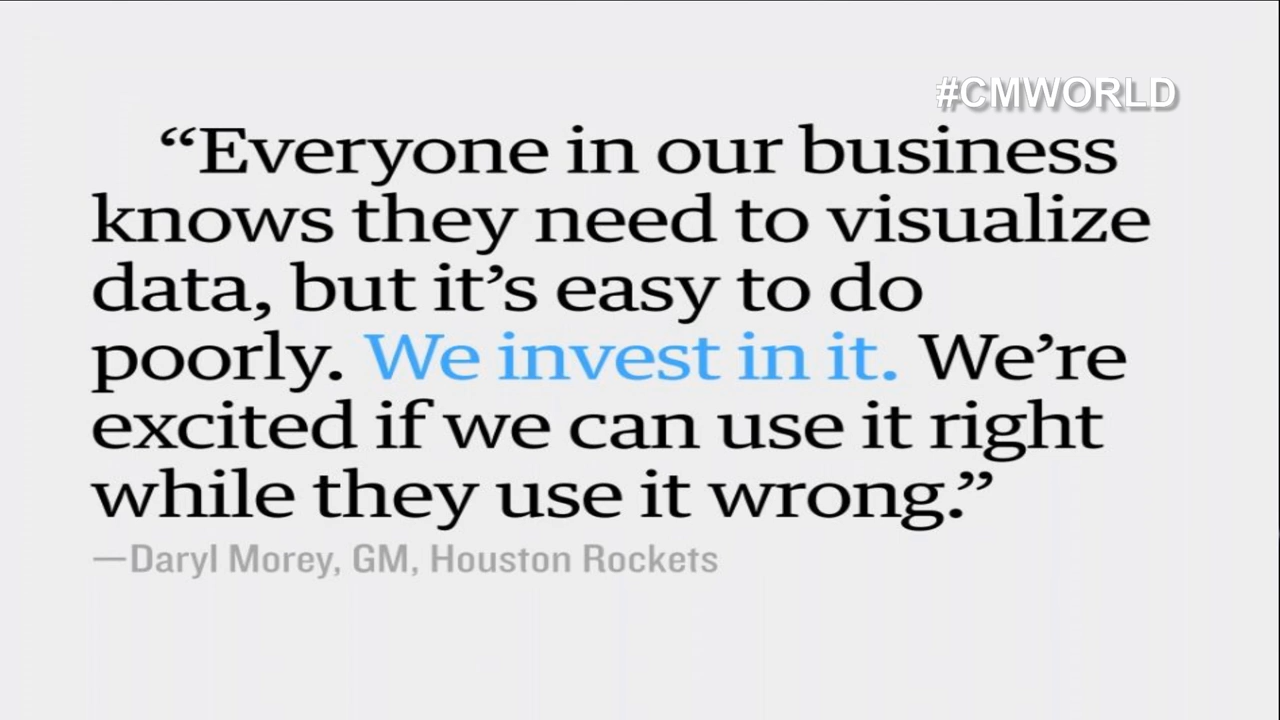 #CMWORLD
“Everyone in our business
knows they need to visualize
data, but it’s easy to do
poorly. We invest in it. We’re
excited if we can use it right
while they use it wrong.”
—Daryl Morey, GM, Houston Rockets